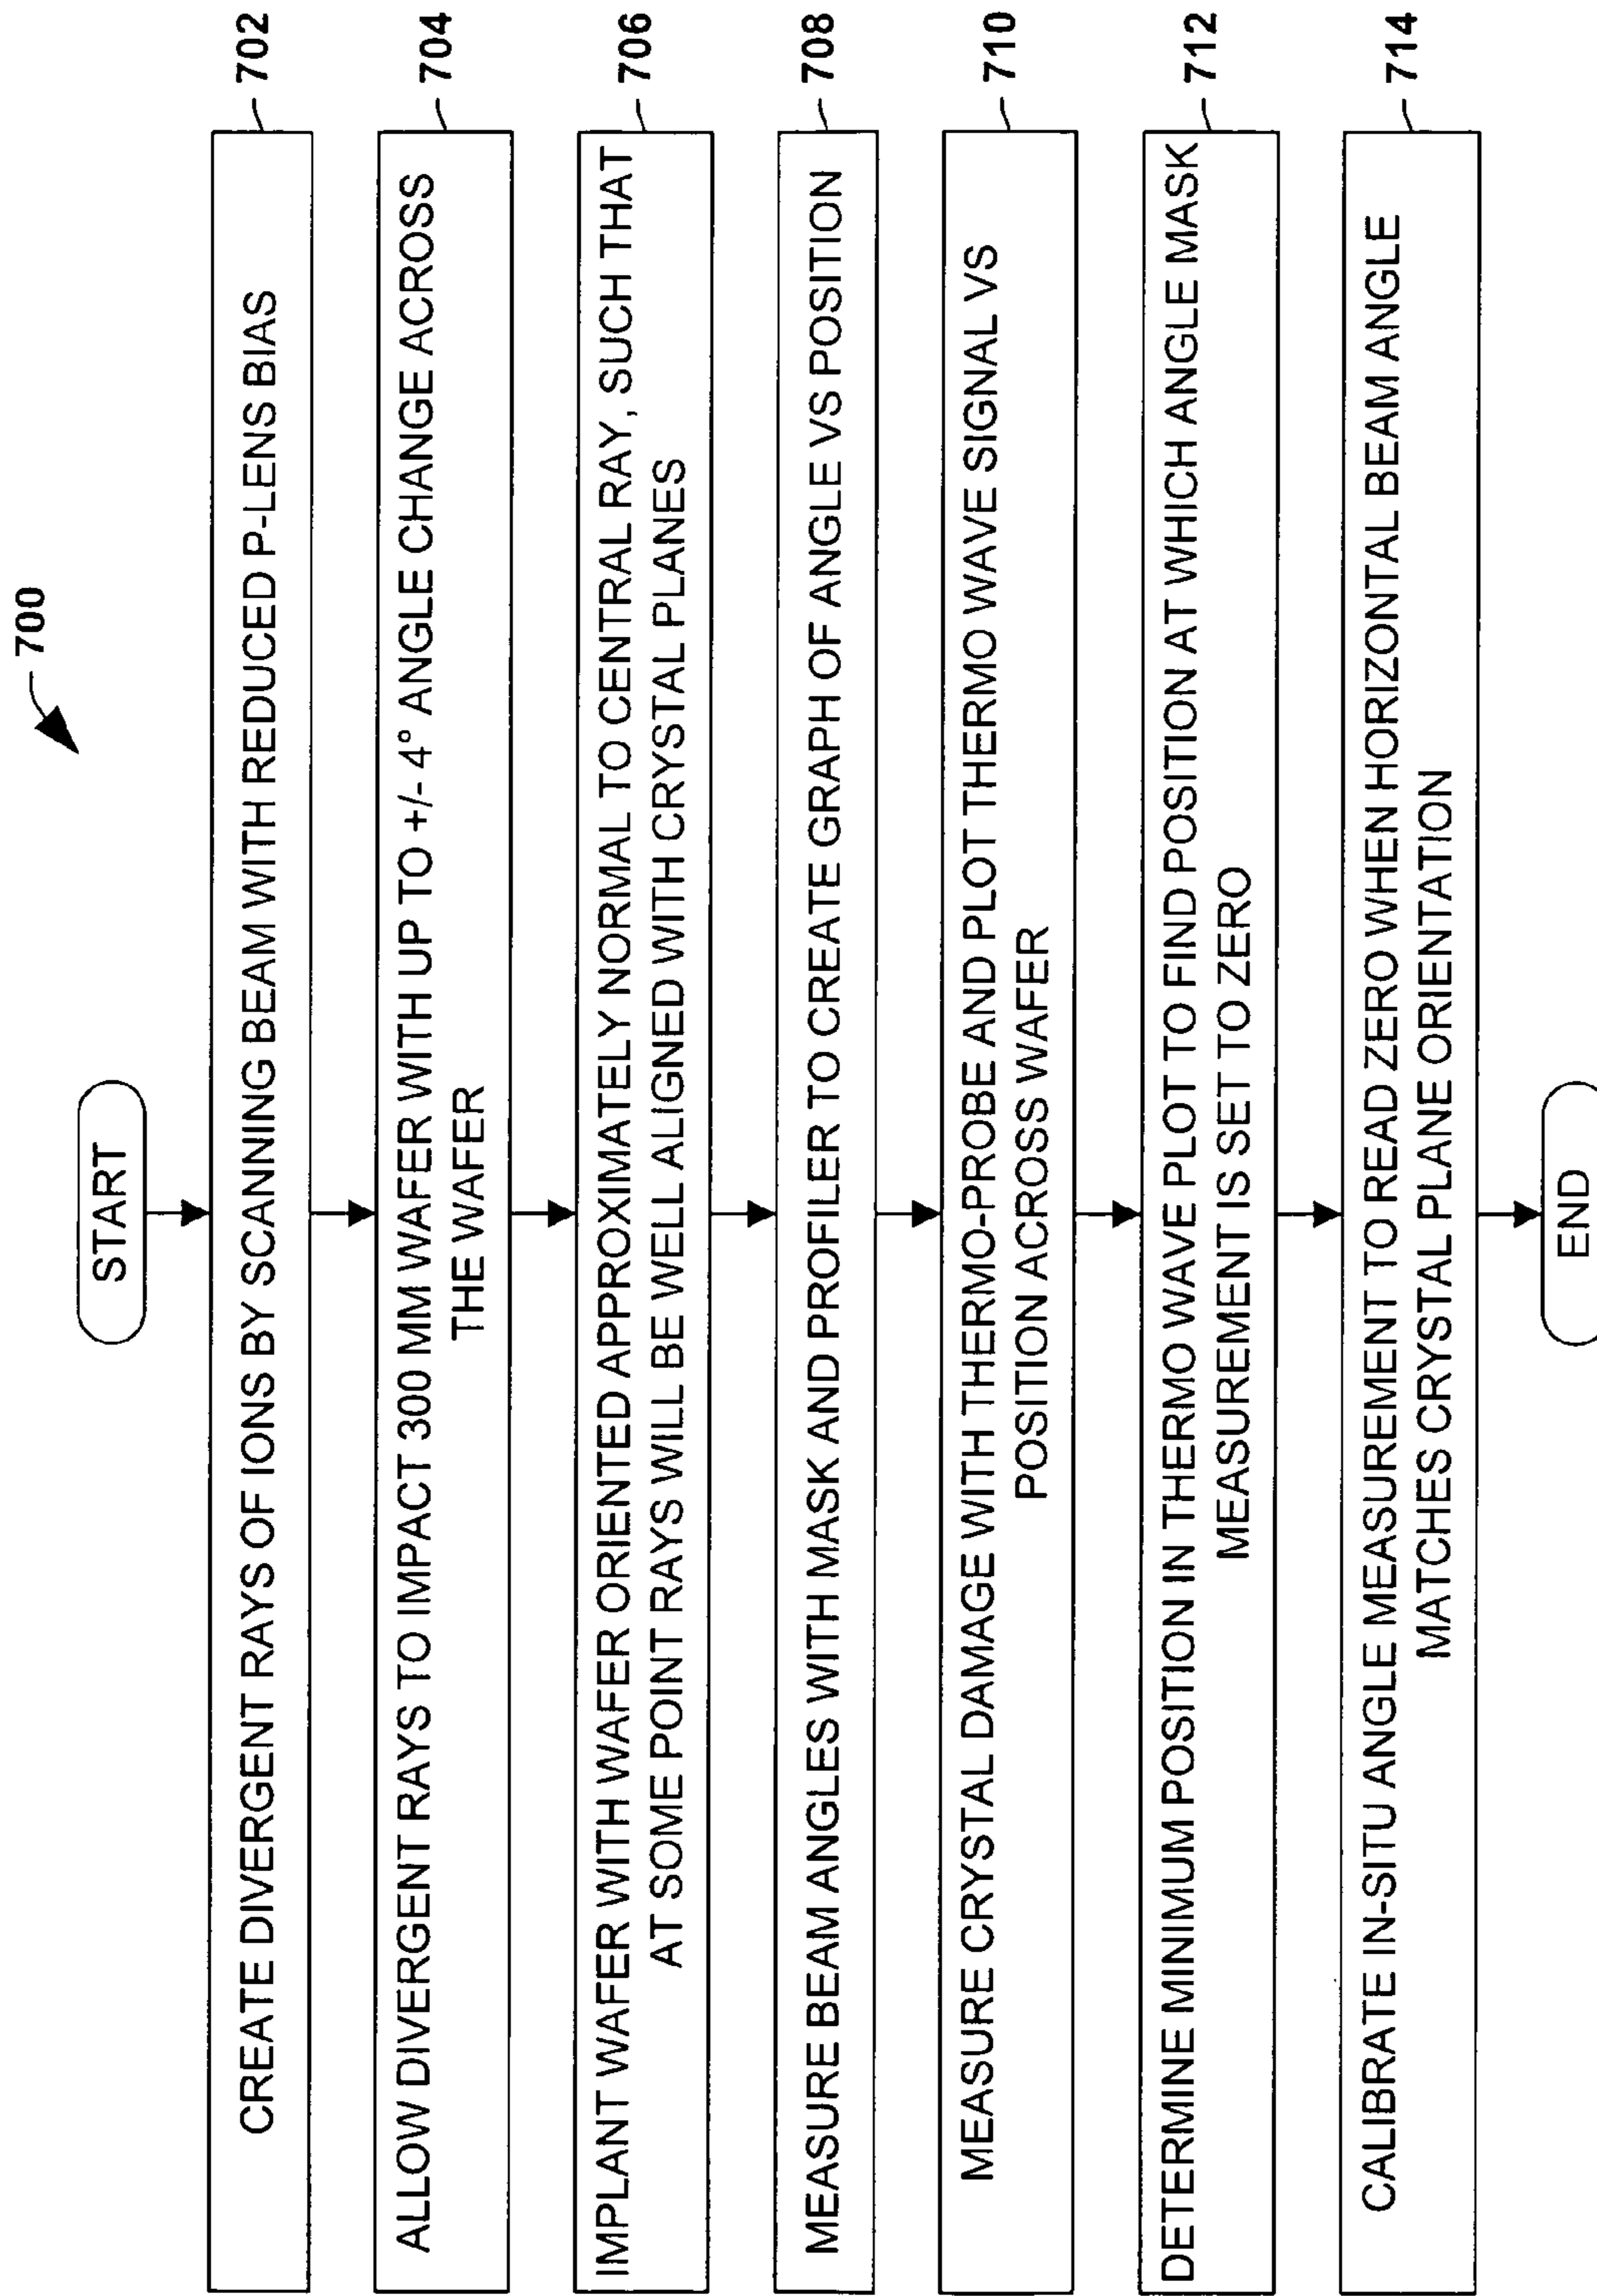 700
START
CREATE DIVERGENT RAYS OF IONS BY SCANNING BEAM WITH REDUCED P-LENS BIAS
702
ALLOW DIVERGENT RAYS TO IMPACT 300 MM WAFER WITH UP TO +/- 4° ANGLE CHANGE ACROSS
THE WAFER
704
IMPLANT WAFER WITH WAFER ORIENTED APPROXIMATELY NORMAL TO CENTRAL RAY, SUCH THAT
AT SOME POINT RAYS WILL BE WELL ALIGNED WITH CRYSTAL PLANES
706
MEASURE BEAM ANGLES WITH MASK AND PROFILER TO CREATE GRAPH OF ANGLE VS POSITION
708
MEASURE CRYSTAL DAMAGE WITH THERMO-PROBE AND PLOT THERMO WAVE SIGNAL VS
POSITION ACROSS WAFER
710
DETERMINE MINIMUM POSITION IN THERMO WAVE PLOT TO FIND POSITION AT WHICH ANGLE MASK
MEASUREMENT IS SET TO ZERO
712
CALIBRATE IN-SITU ANGLE MEASUREMENT TO READ ZERO WHEN HORIZONTAL BEAM ANGLE
MATCHES CRYSTAL PLANE ORIENTATION
714
END